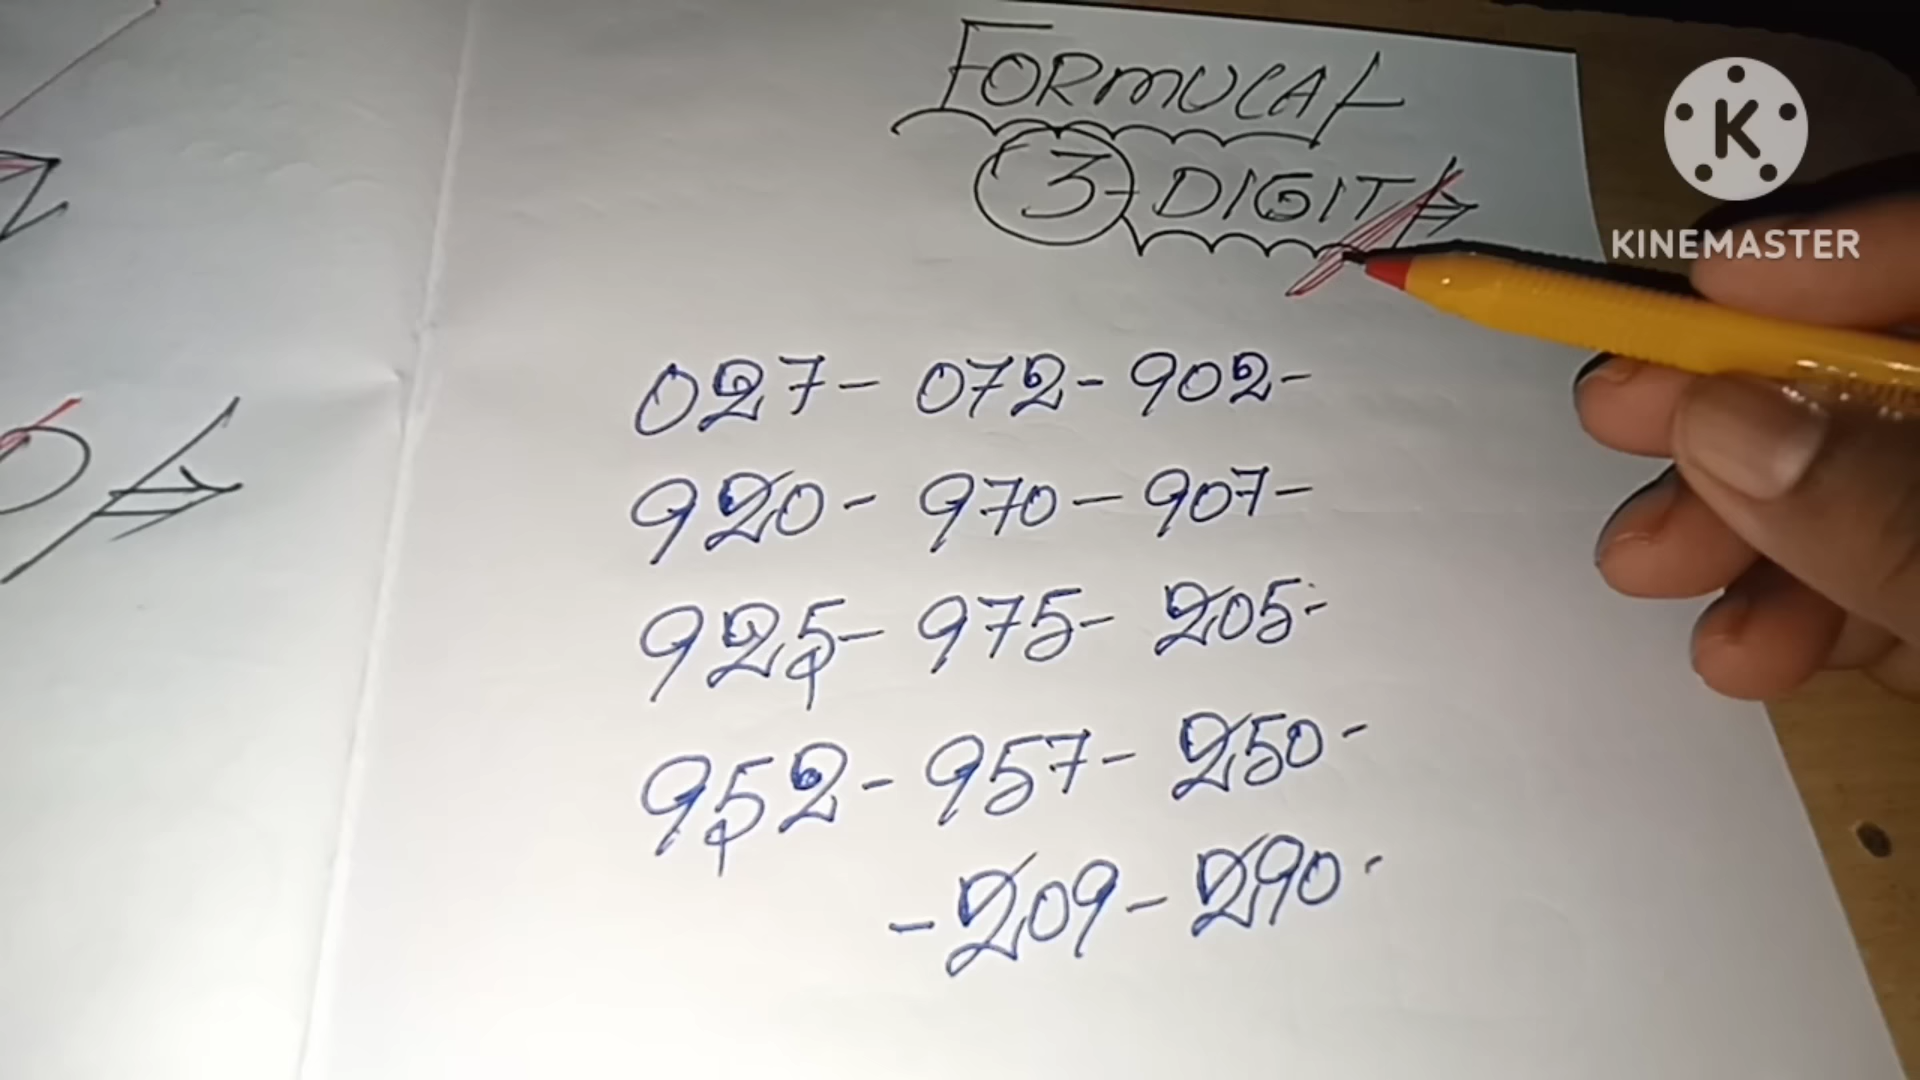 FORMULA
3-DIGIT
K
KINEMASTER
027- 072- 902-
920- 970- 907-
925- 975- 205-
952- 957- 250-
- 209- 290-